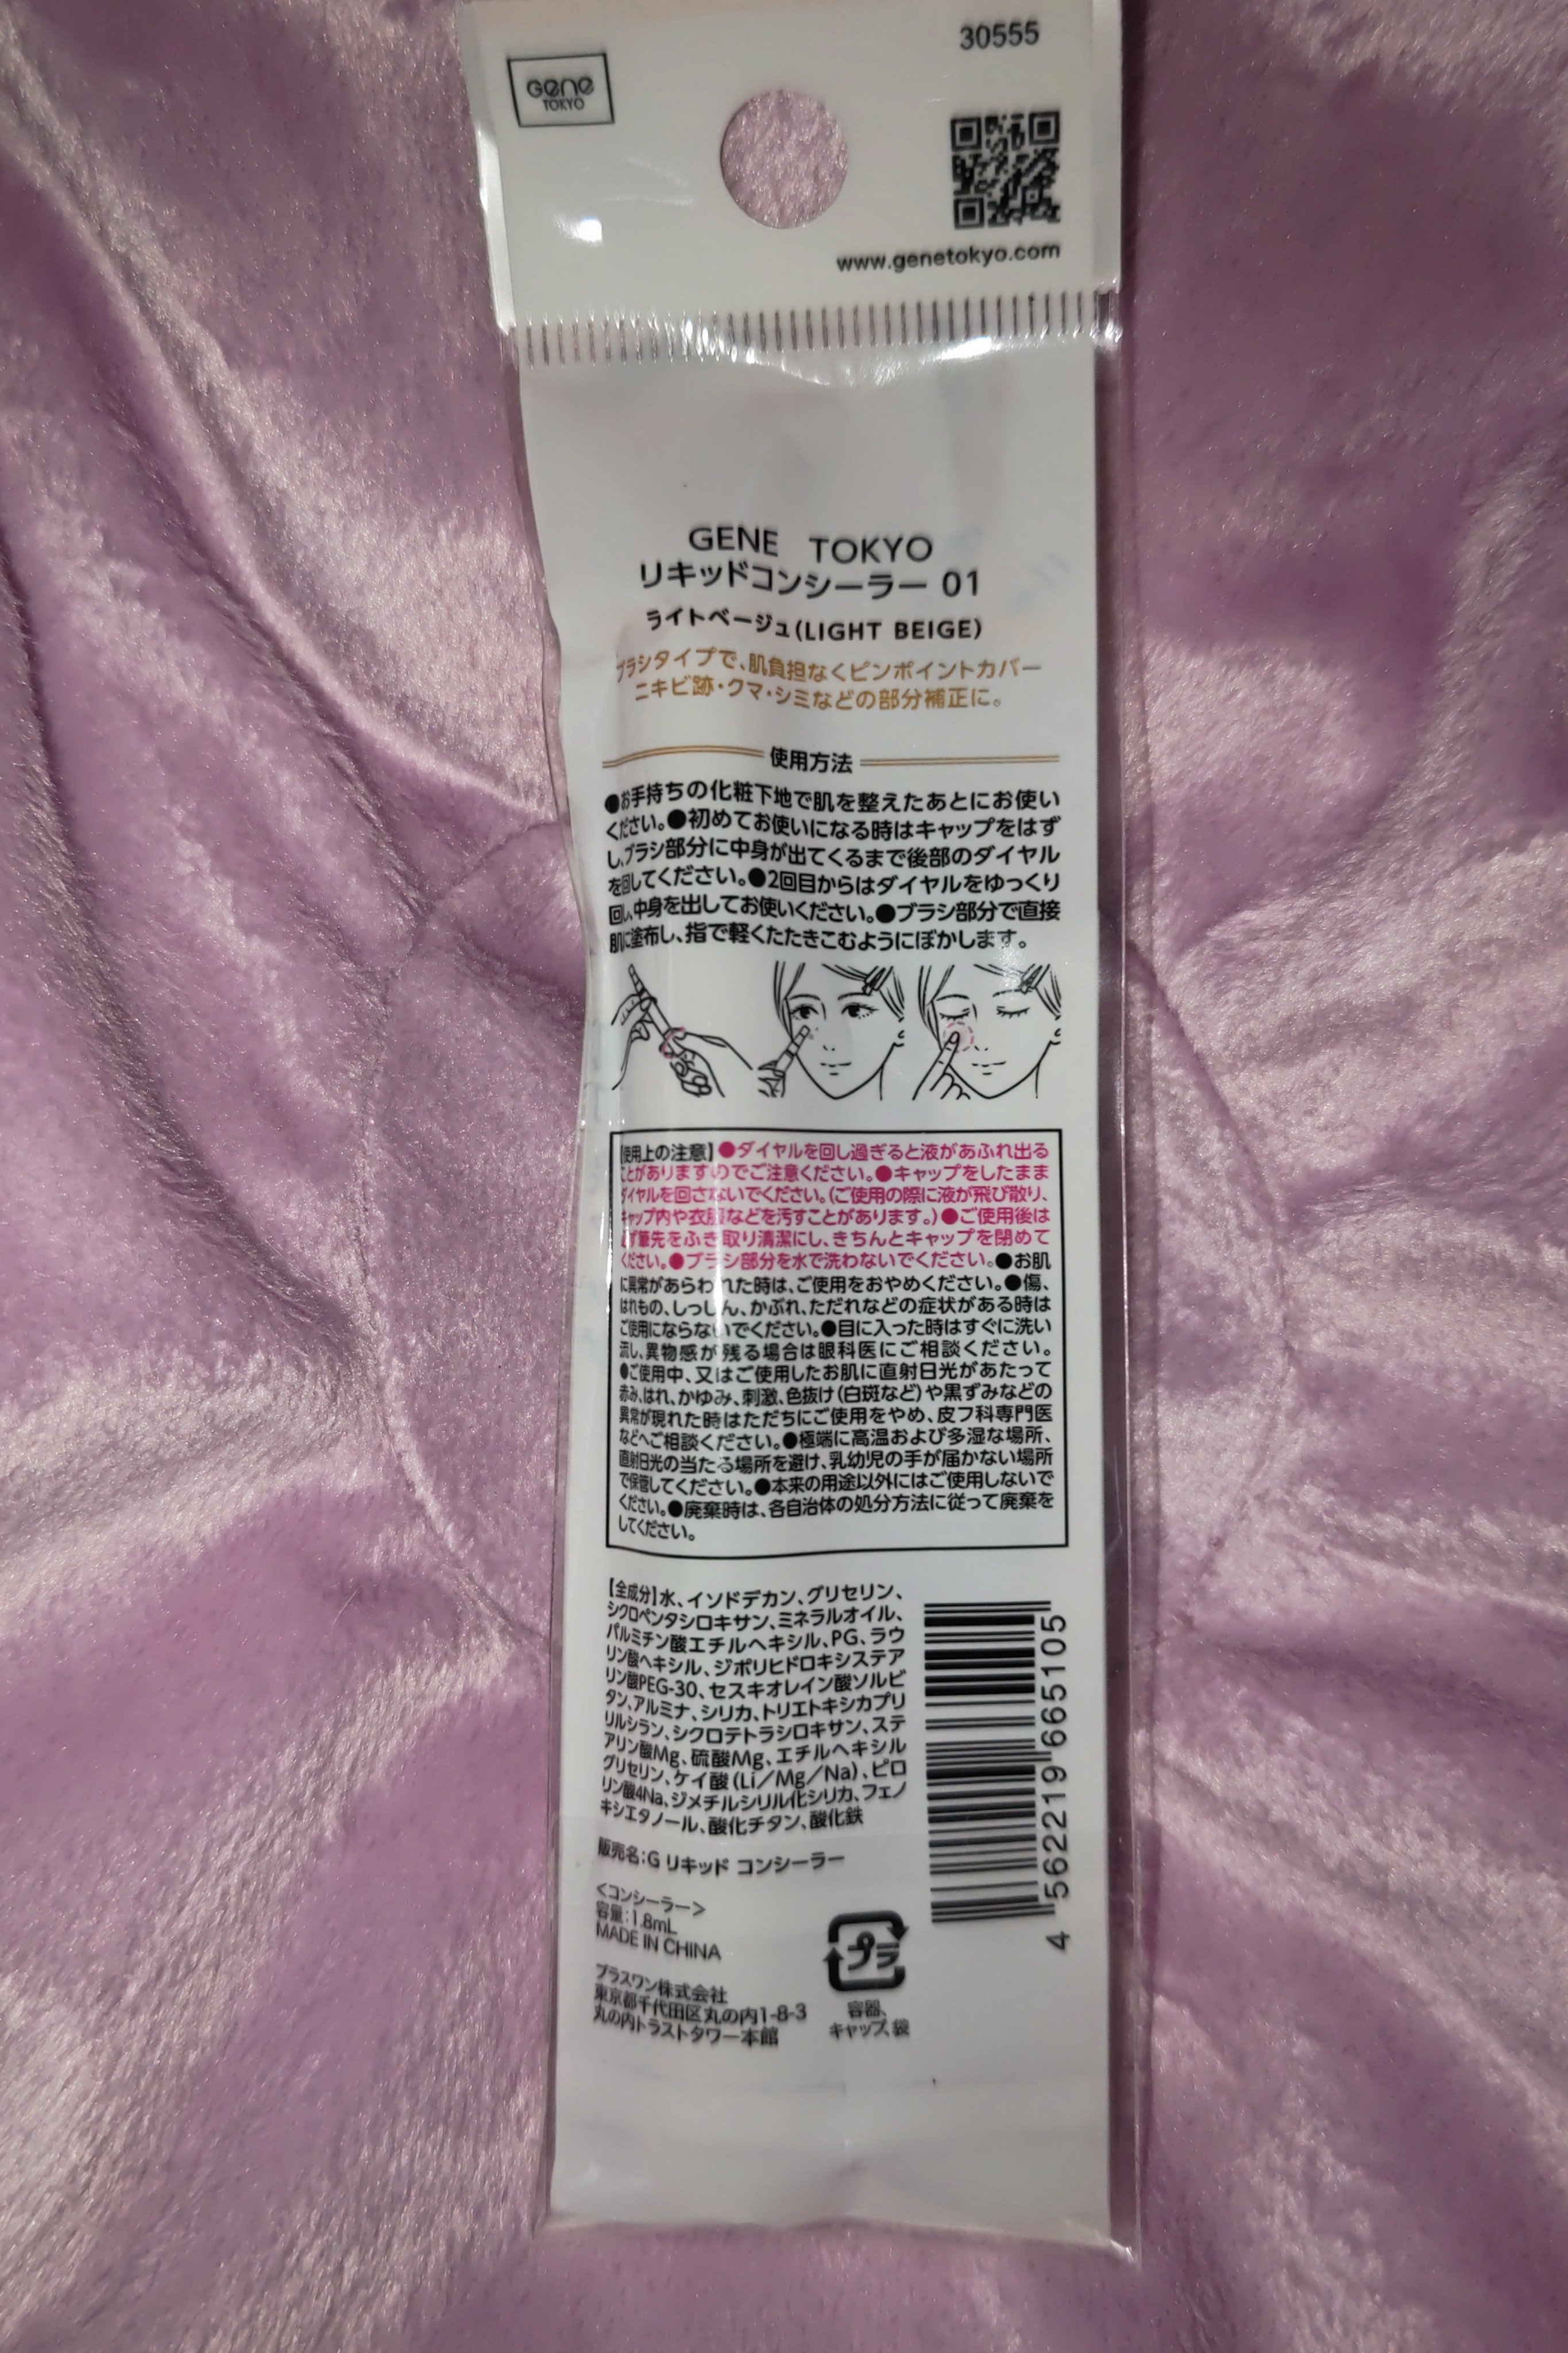 Gene
TOKYO
30555
www.genetokyo.com
GENE TOKYO
リキッドコンシーラー 01
ライトベージュ(LIGHT BEIGE)
ブラシタイプで、肌負担なくピンポイントカバー
ニキビ跡・クマ・シミなどの部分補正に。
使用方法
●お手持ちの化粧下地で肌を整えたあとにお使い
ください。●初めてお使いになる時はキャップをはず
し、ブラシ部分に中身が出てくるまで後部のダイヤル
を回してください。●2回目からはダイヤルをゆっくり
回し、中身を出してお使いください。●ブラシ部分で直接
肌に塗布し、指で軽くたたきこむようにぼかします。
【使用上の注意】●ダイヤルを回し過ぎると液があふれ出る
ことがありますのでご注意ください。●キャップをしたまま
ダイヤルを回さないでください。(ご使用の際に液が飛び散り、
キャップ内や衣服などを汚すことがあります。)●ご使用後は
必ず筆先をふき取り清潔にし、きちんとキャップを閉めて
ください。●ブラシ部分を水で洗わないでください。●お肌
に異常があらわれた時は、ご使用をおやめください。●傷、
はれもの、しっしん、かぶれ、ただれなどの症状がある時は
ご使用にならないでください。●目に入った時はすぐに洗い
流し、異物感が残る場合は眼科医にご相談ください。
●ご使用中、又はご使用したお肌に直射日光があたって
赤み、はれ、かゆみ、刺激、色抜け(白斑など)や黒ずみなどの
異常が現れた時はただちにご使用をやめ、皮フ科専門医
などへご相談ください。●極端に高温および多湿な場所、
直射日光の当たる場所を避け、乳幼児の手が届かない場所
で保管してください。●本来の用途以外にはご使用しないで
ください。●廃棄時は、各自治体の処分方法に従って廃棄を
してください。
【全成分】水、イソドデカン、グリセリン、
シクロペンタシロキサン、ミネラルオイル、
パルミチン酸エチルヘキシル、PG、ラウ
リン酸ヘキシル、ジポリヒドロキシステア
リン酸PEG-30、セスキオレイン酸ソルビ
タン、アルミナ、シリカ、トリエトキシカプリ
リルシラン、シクロテトラシロキサン、ステ
アリン酸Mg、硫酸Mg、エチルヘキシル
グリセリン、ケイ酸(Li/Mg/Na)、ピロ
リン酸4Na、ジメチルシリル化シリカ、フェノ
キシエタノール、酸化チタン、酸化鉄
販売名:G リキッド コンシーラー
<コンシーラー>
容量:1.8mL
MADE IN CHINA
プラスワン株式会社
東京都千代田区丸の内1-8-3
丸の内トラストタワー本館
プラ
容器、
キャップ、袋
4 562219 665105